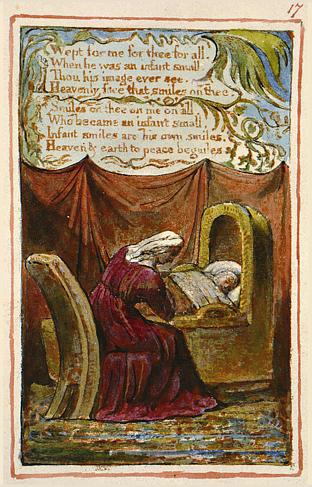 17
Wept for me for thee for all.
When he was an infant small.
Thou his image ever see.
Heavenly face that smiles on thee
Smiles on thee on me on all
Who became an infant small,
Infant smiles are his own smiles,
Heaven & earth to peace beguiles